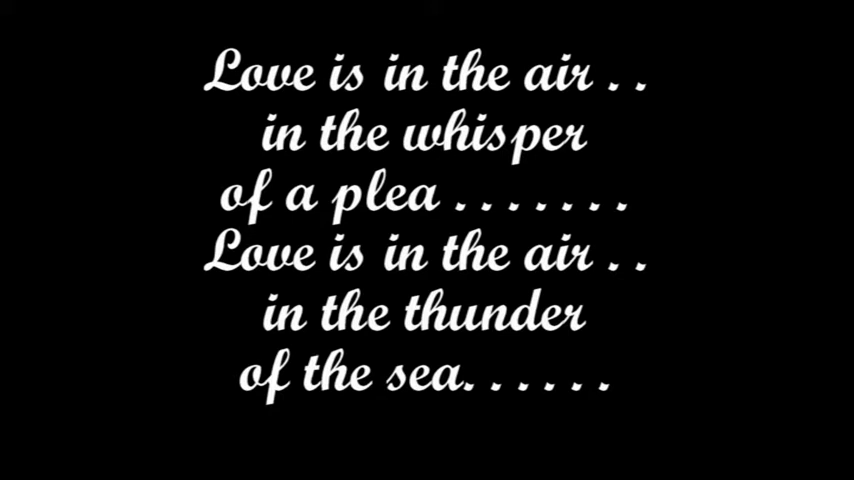 Love is in the air . .
in the whisper
of a plea . . . . . . .
Love is in the air . .
in the thunder
of the sea. . . . . .